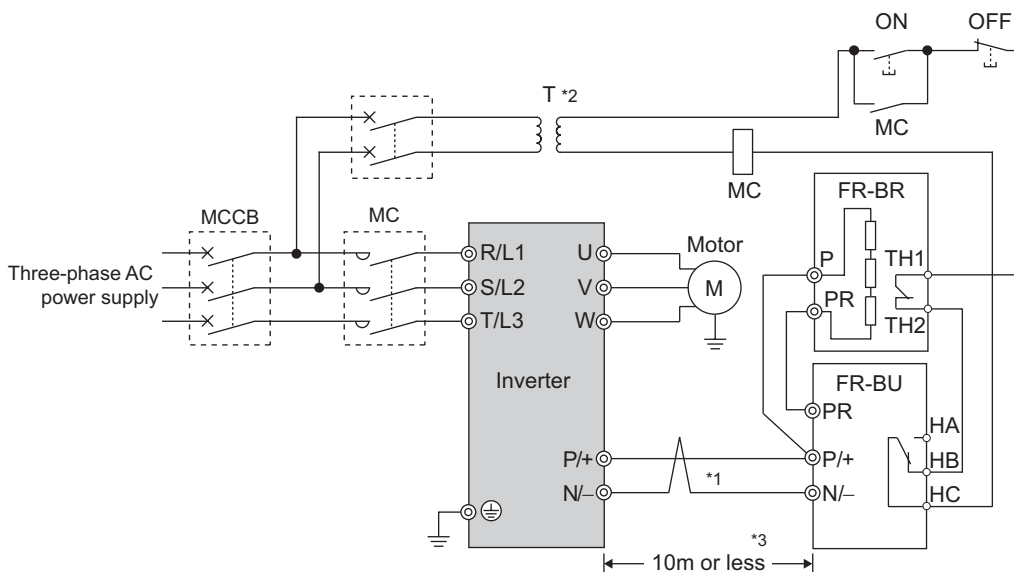 ON
OFF
T *2
MC
MC
FR-BR
MCCB
MC
Three-phase AC
power supply
R/L1
S/L2
T/L3
U
V
W
Motor
M
P
PR
TH1
TH2
Inverter
FR-BU
PR
HA
HB
HC
P/+
N/–
*1
P/+
N/–
*3
10m or less